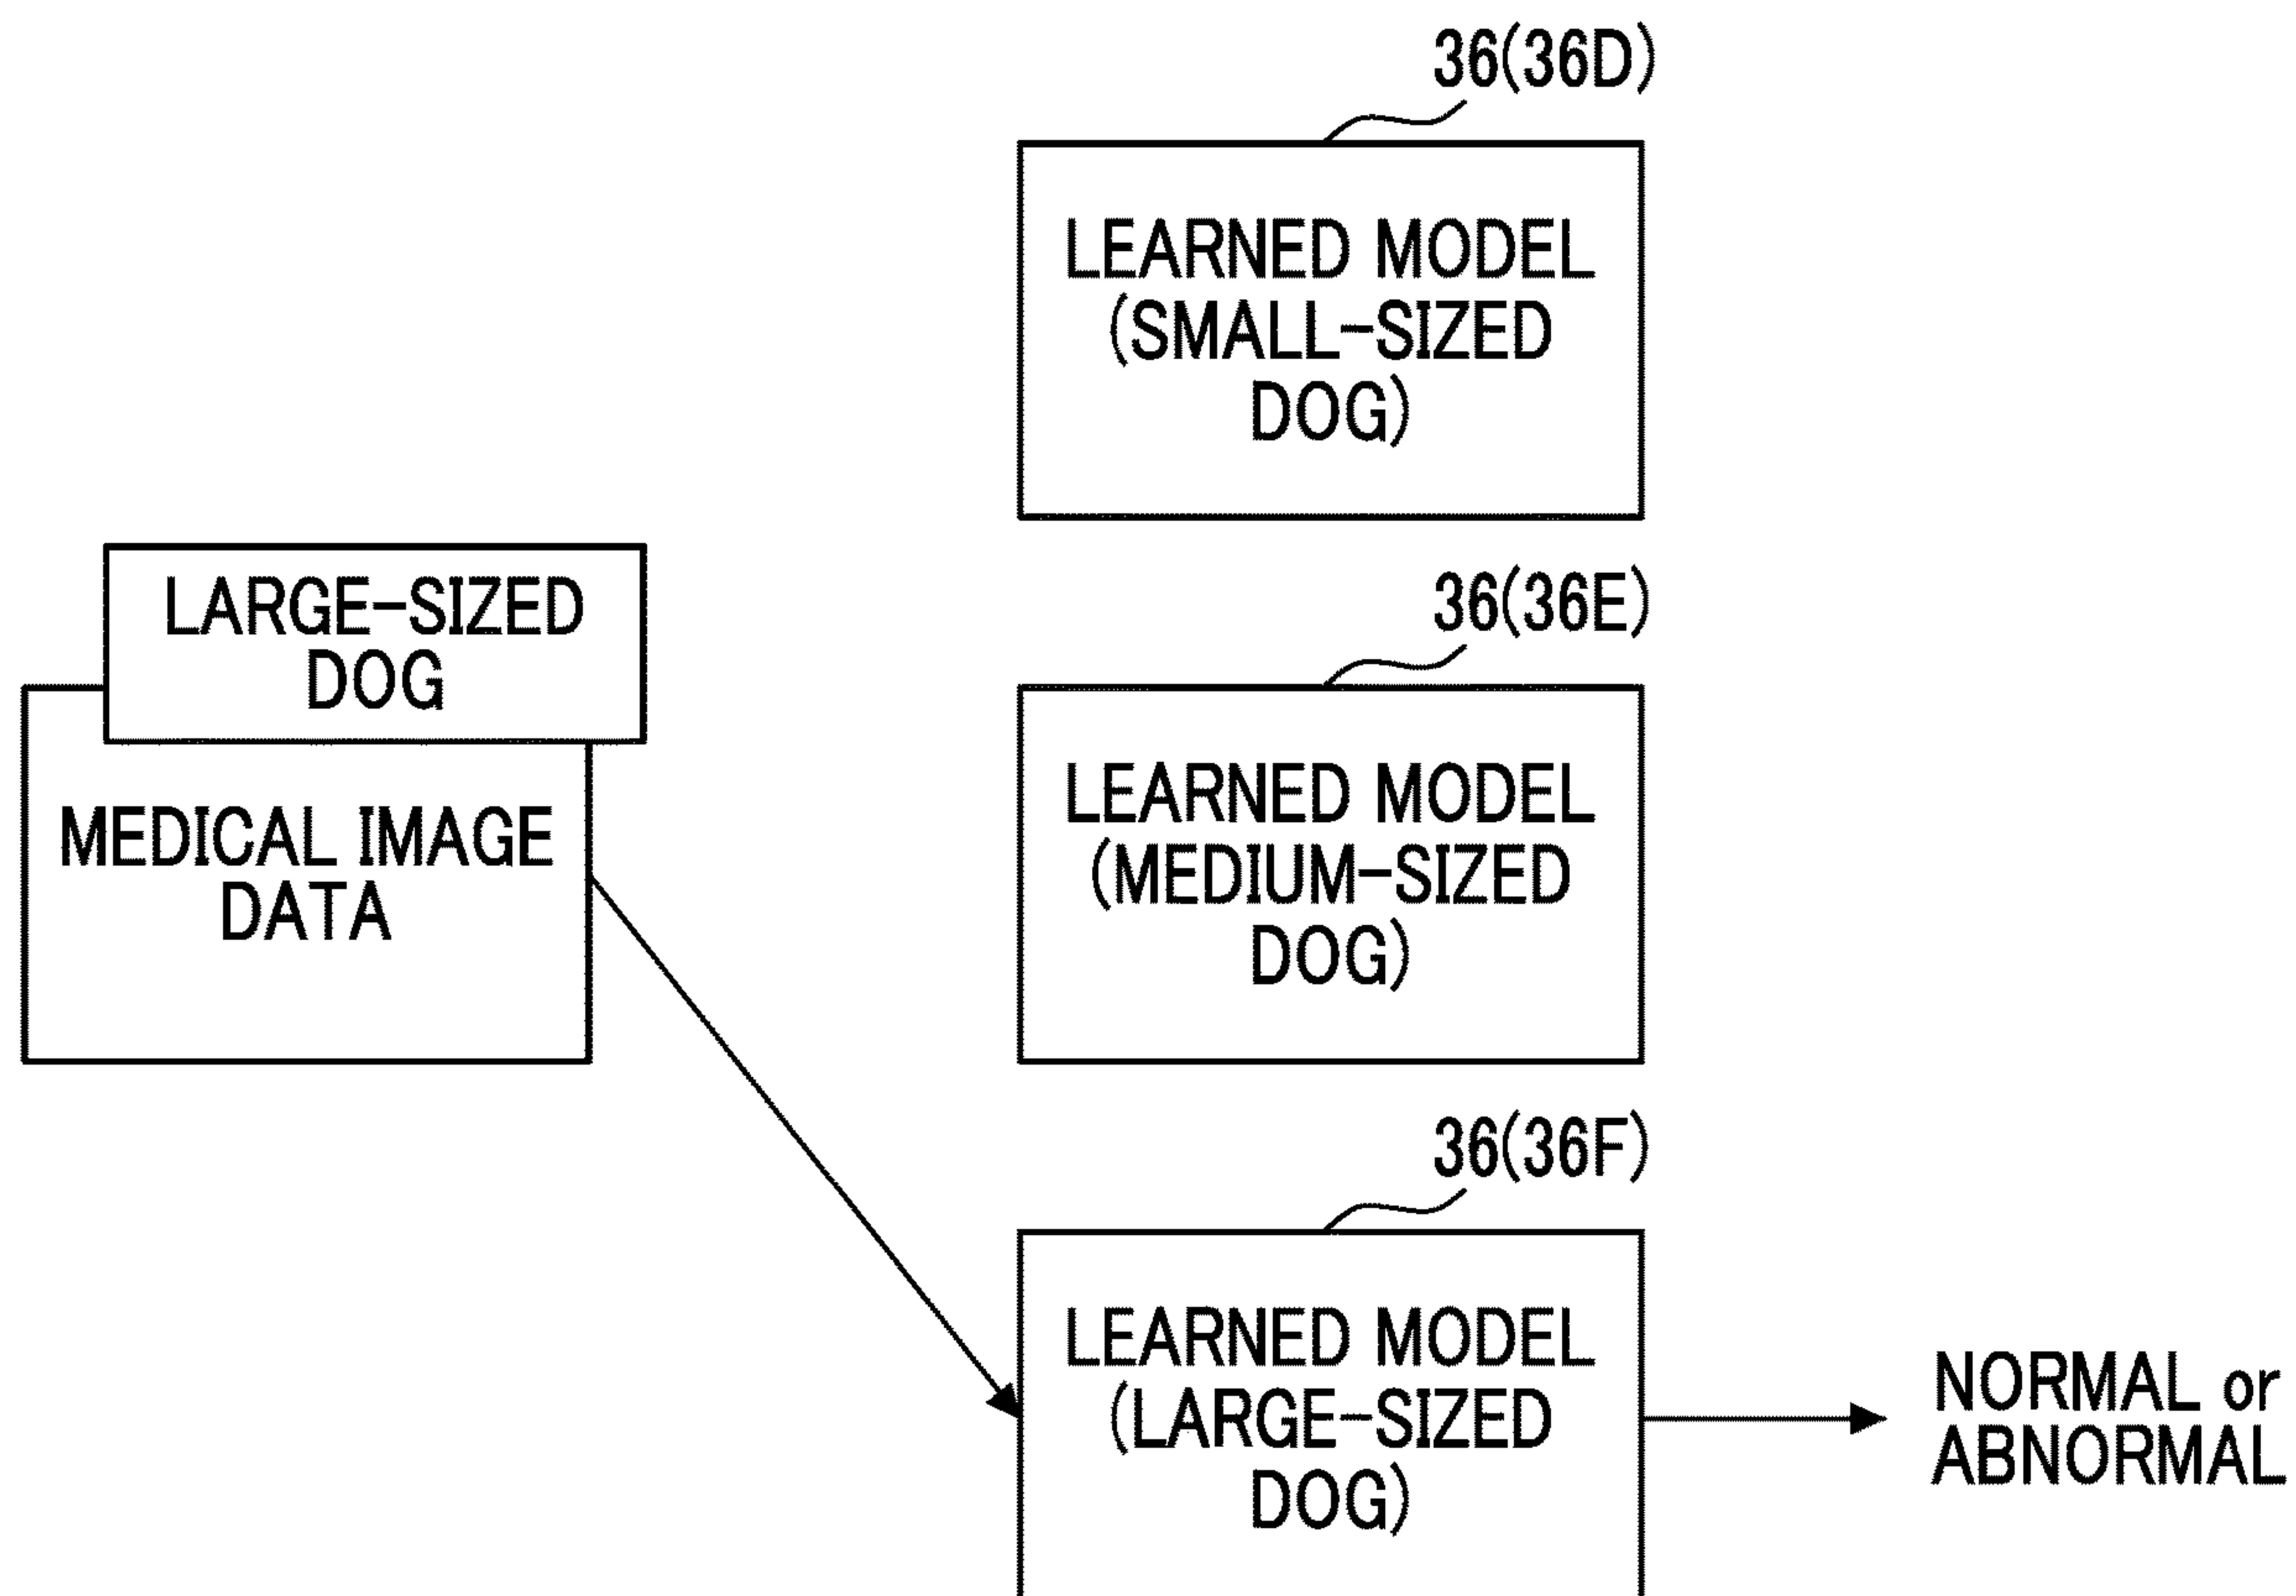 36(36D)
LEARNED MODEL
(SMALL-SIZED
DOG)
LARGE-SIZED
DOG
MEDICAL IMAGE
DATA
36(36E)
LEARNED MODEL
(MEDIUM-SIZED
DOG)
36(36F)
LEARNED MODEL
(LARGE-SIZED
DOG)
NORMAL or
ABNORMAL